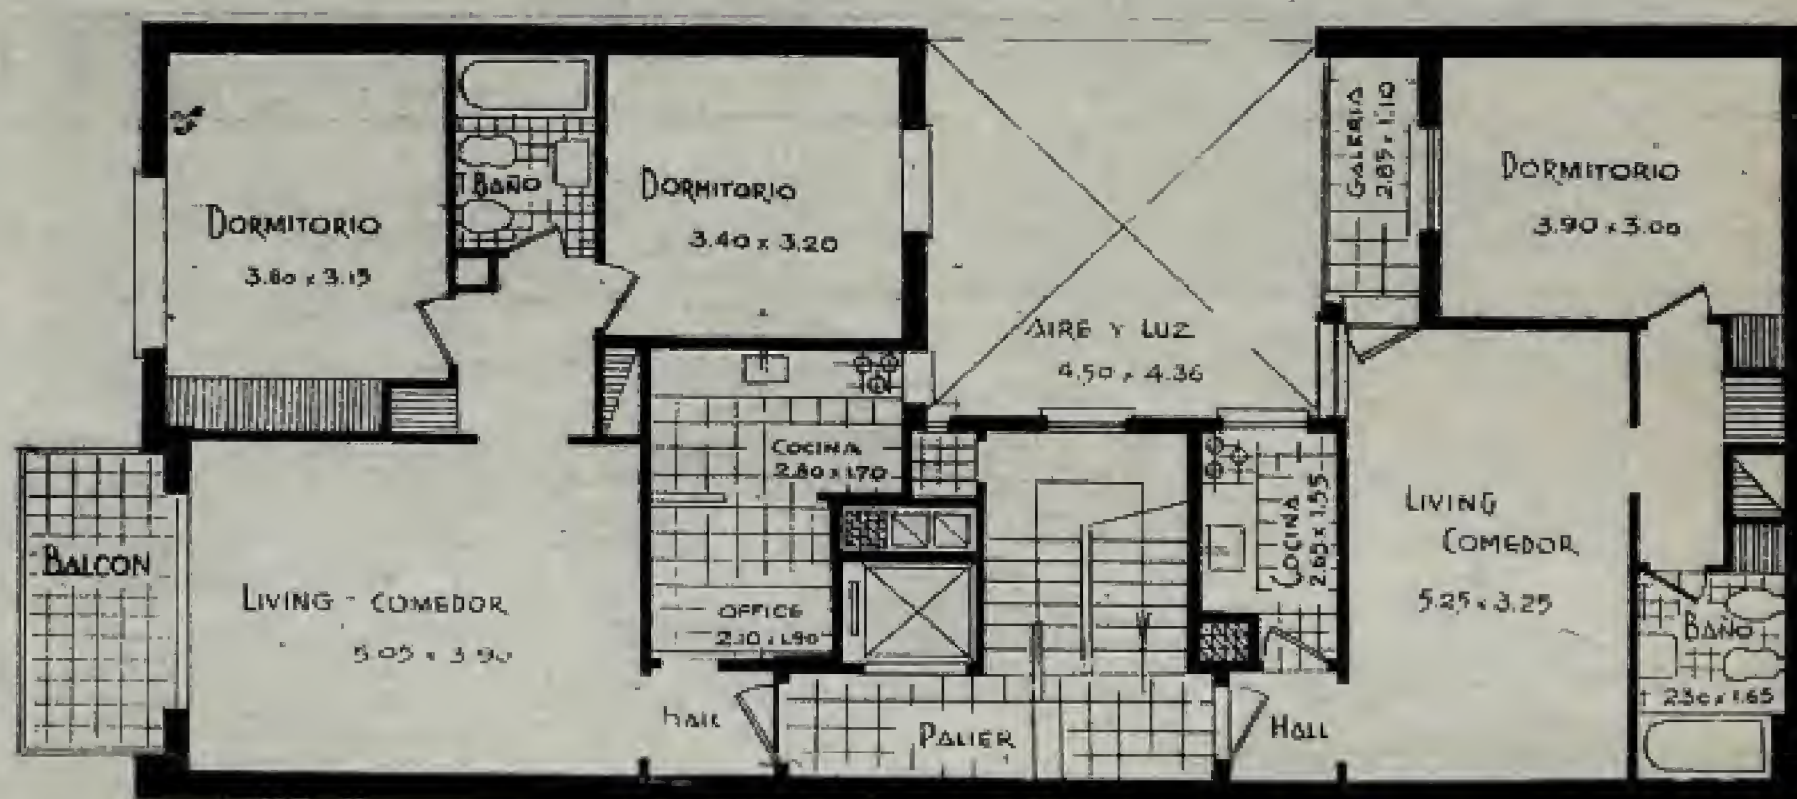 DORMITORIO
3.80 x 3.15
BAÑO
DORMITORIO
3.40 x 3.20
AIRE Y LUZ
4.50 x 4.36
GALERIA
2.85 x 1.10
DORMITORIO
3.90 x 3.00
BALCON
LIVING - COMEDOR
5.05 x 3.90
COCINA
2.80 x 1.70
OFFICE
2.10 x 1.90
HALL
PALIER
COCINA
2.65 x 1.55
HALL
LIVING
COMEDOR
5.25 x 3.25
BAÑO
2.30 x 1.65